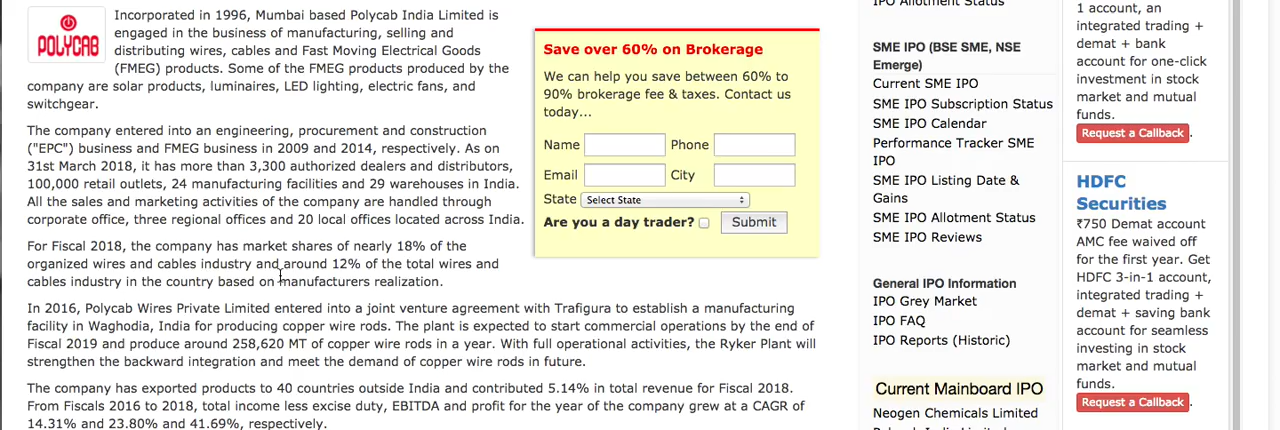 POLYCAB
Incorporated in 1996, Mumbai based Polycab India Limited is
engaged in the business of manufacturing, selling and
distributing wires, cables and Fast Moving Electrical Goods
(FMEG) products. Some of the FMEG products produced by the
company are solar products, luminaires, LED lighting, electric fans, and
switchgear.
The company entered into an engineering, procurement and construction
("EPC") business and FMEG business in 2009 and 2014, respectively. As on
31st March 2018, it has more than 3,300 authorized dealers and distributors,
100,000 retail outlets, 24 manufacturing facilities and 29 warehouses in India.
All the sales and marketing activities of the company are handled through
corporate office, three regional offices and 20 local offices located across India.
For Fiscal 2018, the company has market shares of nearly 18% of the
organized wires and cables industry and around 12% of the total wires and
cables industry in the country based on manufacturers realization.
In 2016, Polycab Wires Private Limited entered into a joint venture agreement with Trafigura to establish a manufacturing
facility in Waghodia, India for producing copper wire rods. The plant is expected to start commercial operations by the end of
Fiscal 2019 and produce around 258,620 MT of copper wire rods in a year. With full operational activities, the Ryker Plant will
strengthen the backward integration and meet the demand of copper wire rods in future.
The company has exported products to 40 countries outside India and contributed 5.14% in total revenue for Fiscal 2018.
From Fiscals 2016 to 2018, total income less excise duty, EBITDA and profit for the year of the company grew at a CAGR of
14.31% and 23.80% and 41.69%, respectively.
Save over 60% on Brokerage
We can help you save between 60% to
90% brokerage fee & taxes. Contact us
today...
Name Phone
Email City
State Select State
Are you a day trader? Submit
IPO Allotment Status
SME IPO (BSE SME, NSE
Emerge)
Current SME IPO
SME IPO Subscription Status
SME IPO Calendar
Performance Tracker SME
IPO
SME IPO Listing Date &
Gains
SME IPO Allotment Status
SME IPO Reviews
General IPO Information
IPO Grey Market
IPO FAQ
IPO Reports (Historic)
Current Mainboard IPO
Neogen Chemicals Limited
1 account, an
integrated trading +
demat + bank
account for one-click
investment in stock
market and mutual
funds.
Request a Callback.
HDFC
Securities
₹750 Demat account
AMC fee waived off
for the first year. Get
HDFC 3-in-1 account,
integrated trading +
demat + saving bank
account for seamless
investing in stock
market and mutual
funds.
Request a Callback.